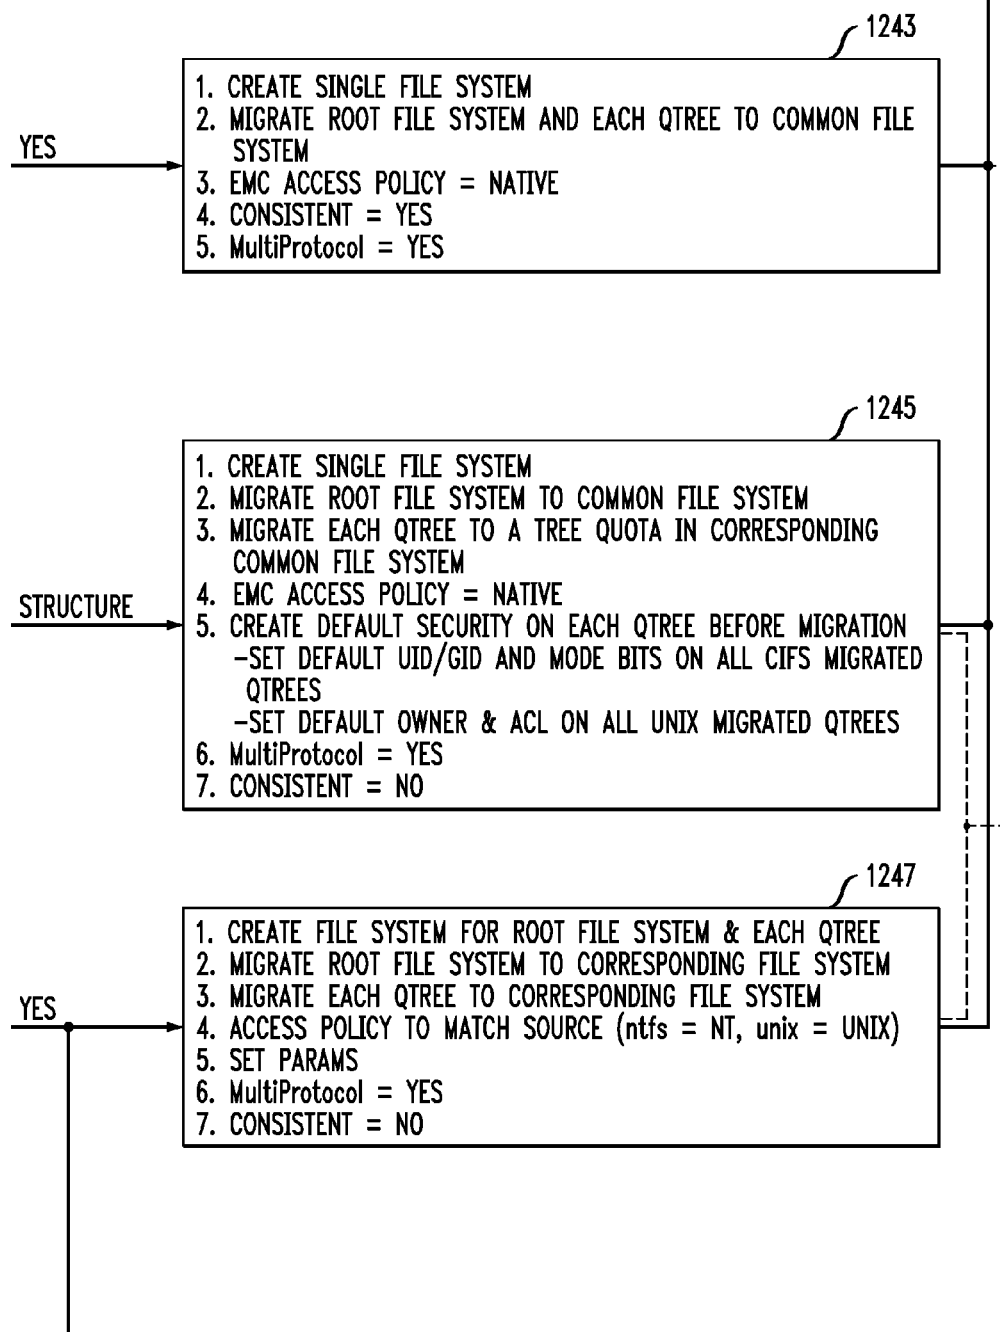 1243
1. CREATE SINGLE FILE SYSTEM
2. MIGRATE ROOT FILE SYSTEM AND EACH QTREE TO COMMON FILE
SYSTEM
YES
3. EMC ACCESS POLICY = NATIVE
4. CONSISTENT = YES
5. MultiProtocol = YES
1245
1. CREATE SINGLE FILE SYSTEM
2. MIGRATE ROOT FILE SYSTEM TO COMMON FILE SYSTEM
3. MIGRATE EACH QTREE TO A TREE QUOTA IN CORRESPONDING
COMMON FILE SYSTEM
4. EMC ACCESS POLICY = NATIVE
STRUCTURE
5. CREATE DEFAULT SECURITY ON EACH QTREE BEFORE MIGRATION
-SET DEFAULT UID/GID AND MODE BITS ON ALL CIFS MIGRATED
QTREES
-SET DEFAULT OWNER & ACL ON ALL UNIX MIGRATED QTREES
6. MultiProtocol = YES
7. CONSISTENT = NO
1247
1. CREATE FILE SYSTEM FOR ROOT FILE SYSTEM & EACH QTREE
2. MIGRATE ROOT FILE SYSTEM TO CORRESPONDING FILE SYSTEM
3. MIGRATE EACH QTREE TO CORRESPONDING FILE SYSTEM
YES
4. ACCESS POLICY TO MATCH SOURCE (ntfs = NT, unix = UNIX)
5. SET PARAMS
6. MultiProtocol = YES
7. CONSISTENT = NO